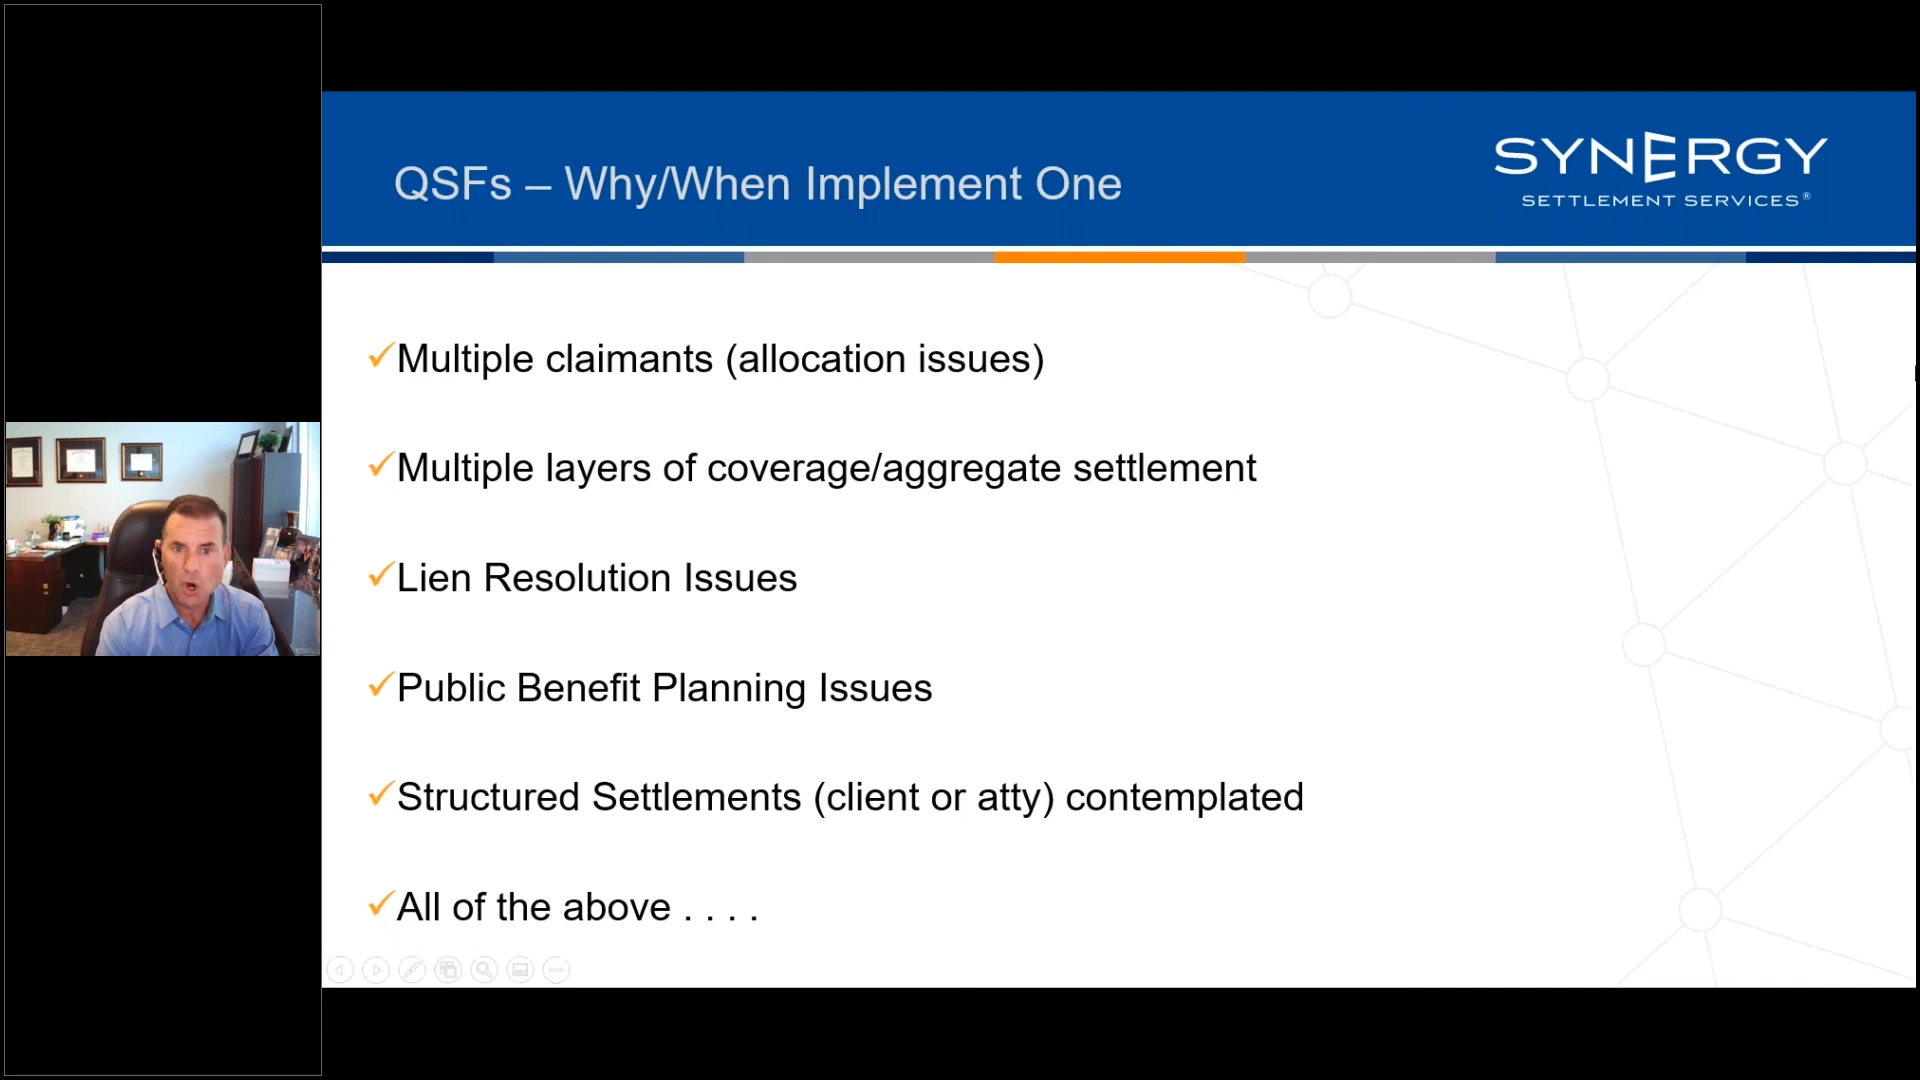 QSFs – Why/When Implement One
SYNERGY
SETTLEMENT SERVICES®
✓Multiple claimants (allocation issues)
✓Multiple layers of coverage/aggregate settlement
✓Lien Resolution Issues
✓Public Benefit Planning Issues
✓Structured Settlements (client or atty) contemplated
✓All of the above . . . .